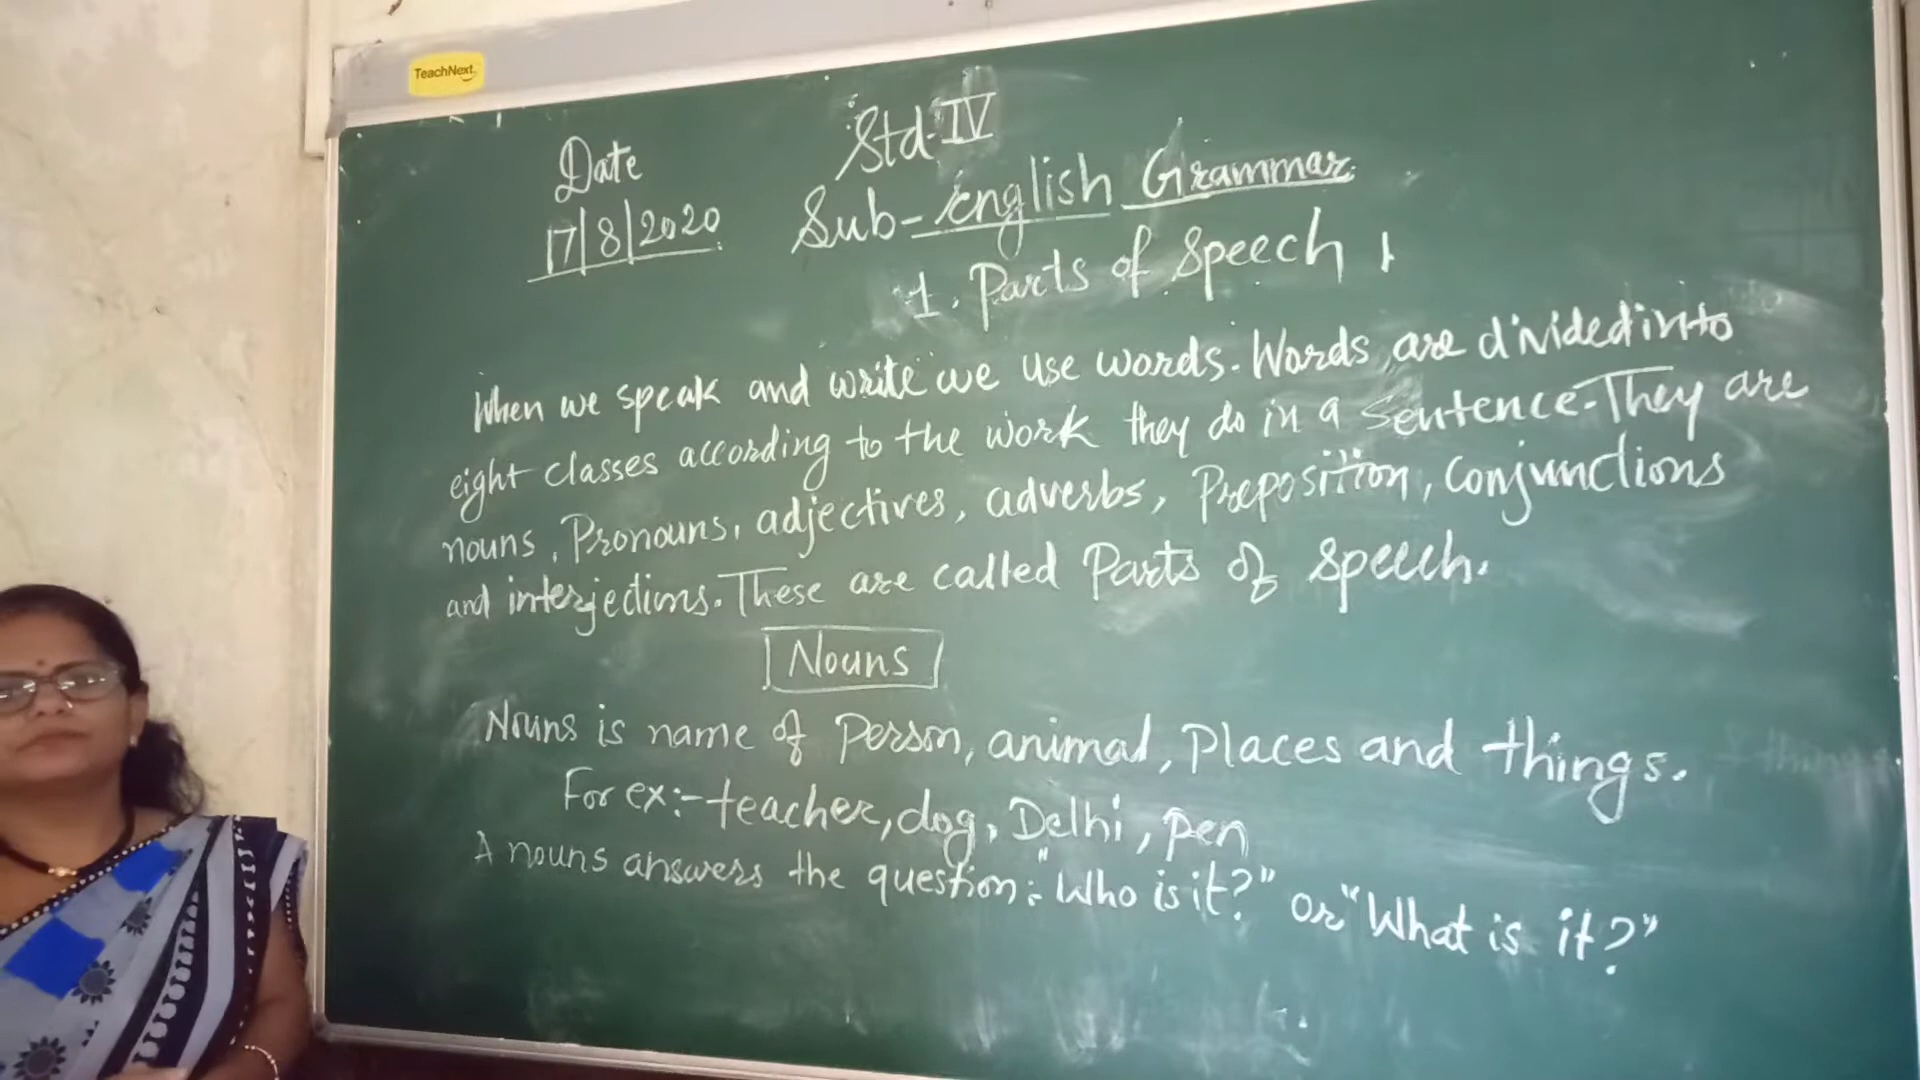 TeachNext
Std-IV
Date
17/8/2020
Sub-English Grammar
1. Parts of Speech
When we speak and write we use words. Words are divided into
eight classes according to the work they do in a sentence. They are
nouns, Pronouns, adjectives, adverbs, Preposition, Conjunctions
and interjections. These are called Parts of speech.
Nouns
Nouns is name of Person, animal, Places and things.
For ex:- teacher, dog, Delhi, pen
A nouns answers the question:- "Who is it?" or "What is it?"